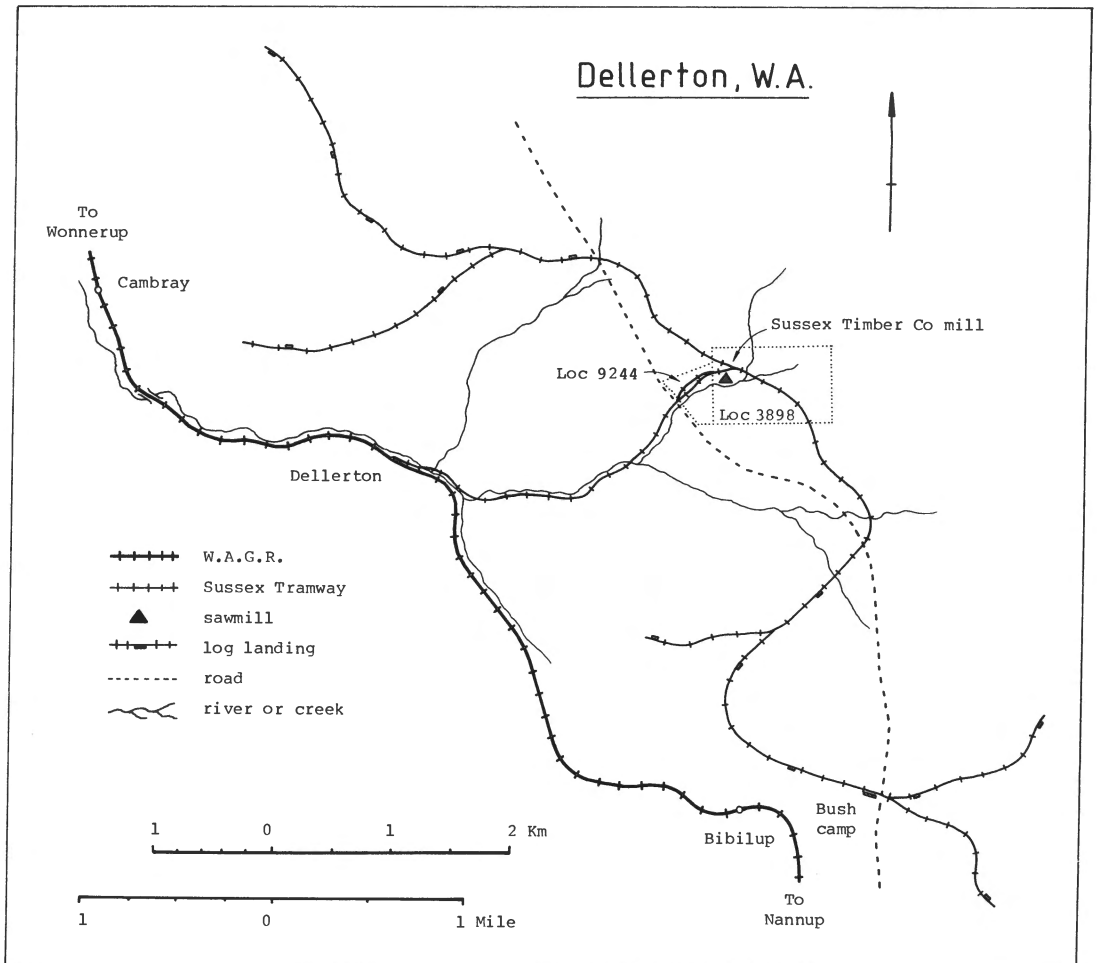 Dellerton, W.A.
To
Wonnerup
Cambray
Sussex Timber Co mill
Loc 9244
Loc 3898
Dellerton
W.A.G.R.
Sussex Tramway
sawmill
log landing
road
river or creek
Bush
camp
Bibilup
To
Nannup
1 0 1 2 Km
1 0 1 Mile